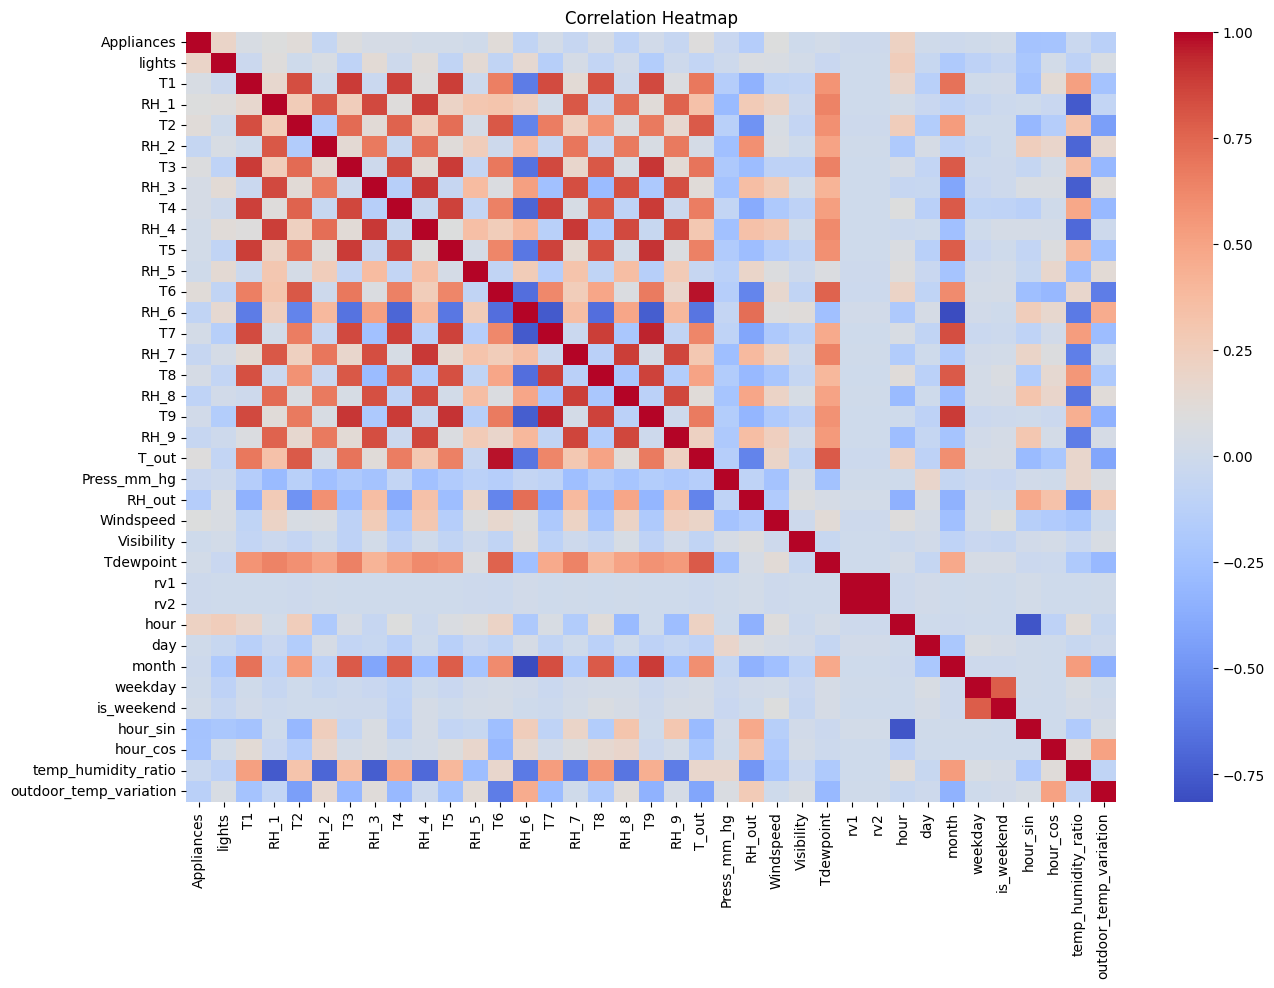 Correlation Heatmap
Appliances
lights
T1
RH_1
T2
RH_2
T3
RH_3
T4
RH_4
T5
RH_5
T6
RH_6
T7
RH_7
T8
RH_8
T9
RH_9
T_out
Press_mm_hg
RH_out
Windspeed
Visibility
Tdewpoint
rv1
rv2
hour
day
month
weekday
is_weekend
hour_sin
hour_cos
temp_humidity_ratio
outdoor_temp_variation
Appliances
lights
T1
RH_1
T2
RH_2
T3
RH_3
T4
RH_4
T5
RH_5
T6
RH_6
T7
RH_7
T8
RH_8
T9
RH_9
T_out
Press_mm_hg
RH_out
Windspeed
Visibility
Tdewpoint
rv1
rv2
hour
day
month
weekday
is_weekend
hour_sin
hour_cos
temp_humidity_ratio
outdoor_temp_variation
1.00
0.75
0.50
0.25
0.00
−0.25
−0.50
−0.75